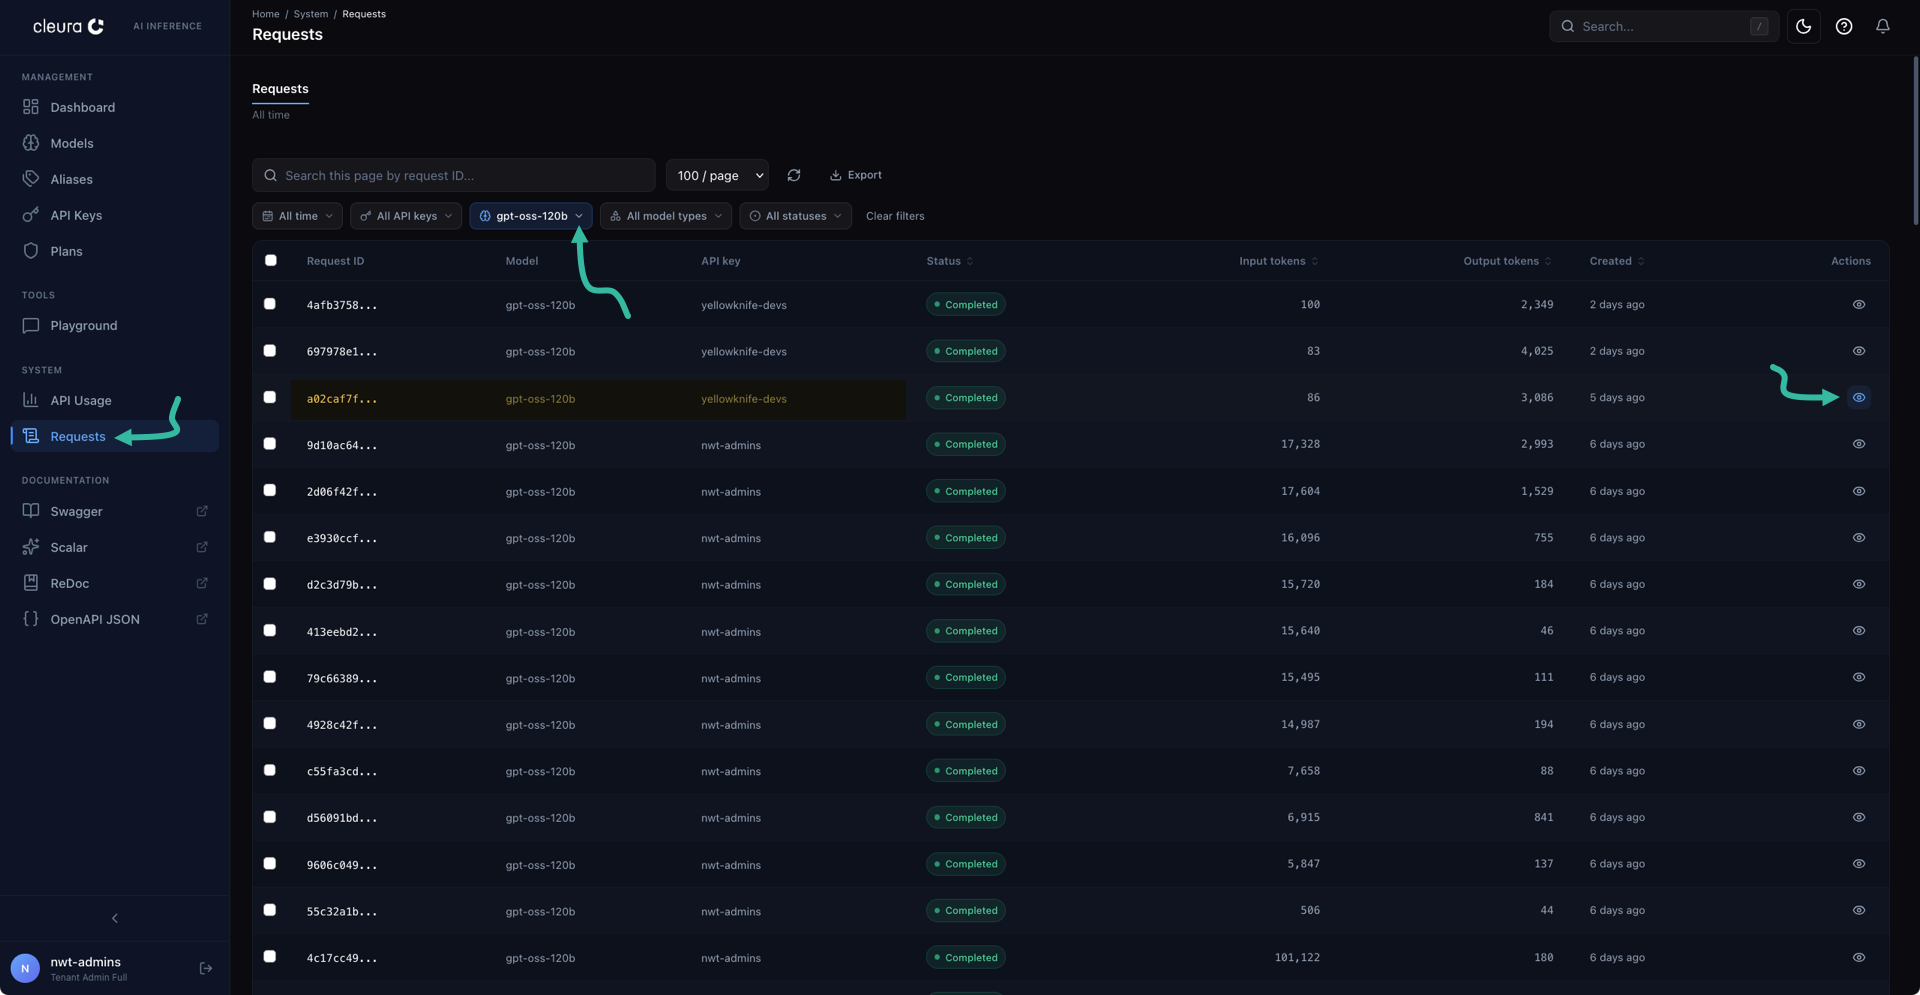 cleura AI INFERENCE
Home / System / Requests
Requests
Search... /
MANAGEMENT
Dashboard
Models
Aliases
API Keys
Plans
TOOLS
Playground
SYSTEM
API Usage
Requests
DOCUMENTATION
Swagger
Scalar
ReDoc
OpenAPI JSON
N nwt-admins
Tenant Admin Full
Requests
All time
Search this page by request ID... 100 / page Export
All time All API keys gpt-oss-120b All model types All statuses Clear filters
Request ID Model API key Status Input tokens Output tokens Created Actions
4afb3758... gpt-oss-120b yellowknife-devs Completed 100 2,349 2 days ago
697978e1... gpt-oss-120b yellowknife-devs Completed 83 4,025 2 days ago
a02caf7f... gpt-oss-120b yellowknife-devs Completed 86 3,086 5 days ago
9d10ac64... gpt-oss-120b nwt-admins Completed 17,328 2,993 6 days ago
2d06f42f... gpt-oss-120b nwt-admins Completed 17,604 1,529 6 days ago
e3930ccf... gpt-oss-120b nwt-admins Completed 16,096 755 6 days ago
d2c3d79b... gpt-oss-120b nwt-admins Completed 15,720 184 6 days ago
413eebd2... gpt-oss-120b nwt-admins Completed 15,640 46 6 days ago
79c66389... gpt-oss-120b nwt-admins Completed 15,495 111 6 days ago
4928c42f... gpt-oss-120b nwt-admins Completed 14,987 194 6 days ago
c55fa3cd... gpt-oss-120b nwt-admins Completed 7,658 88 6 days ago
d56091bd... gpt-oss-120b nwt-admins Completed 6,915 841 6 days ago
9606c049... gpt-oss-120b nwt-admins Completed 5,847 137 6 days ago
55c32a1b... gpt-oss-120b nwt-admins Completed 506 44 6 days ago
4c17cc49... gpt-oss-120b nwt-admins Completed 101,122 180 6 days ago